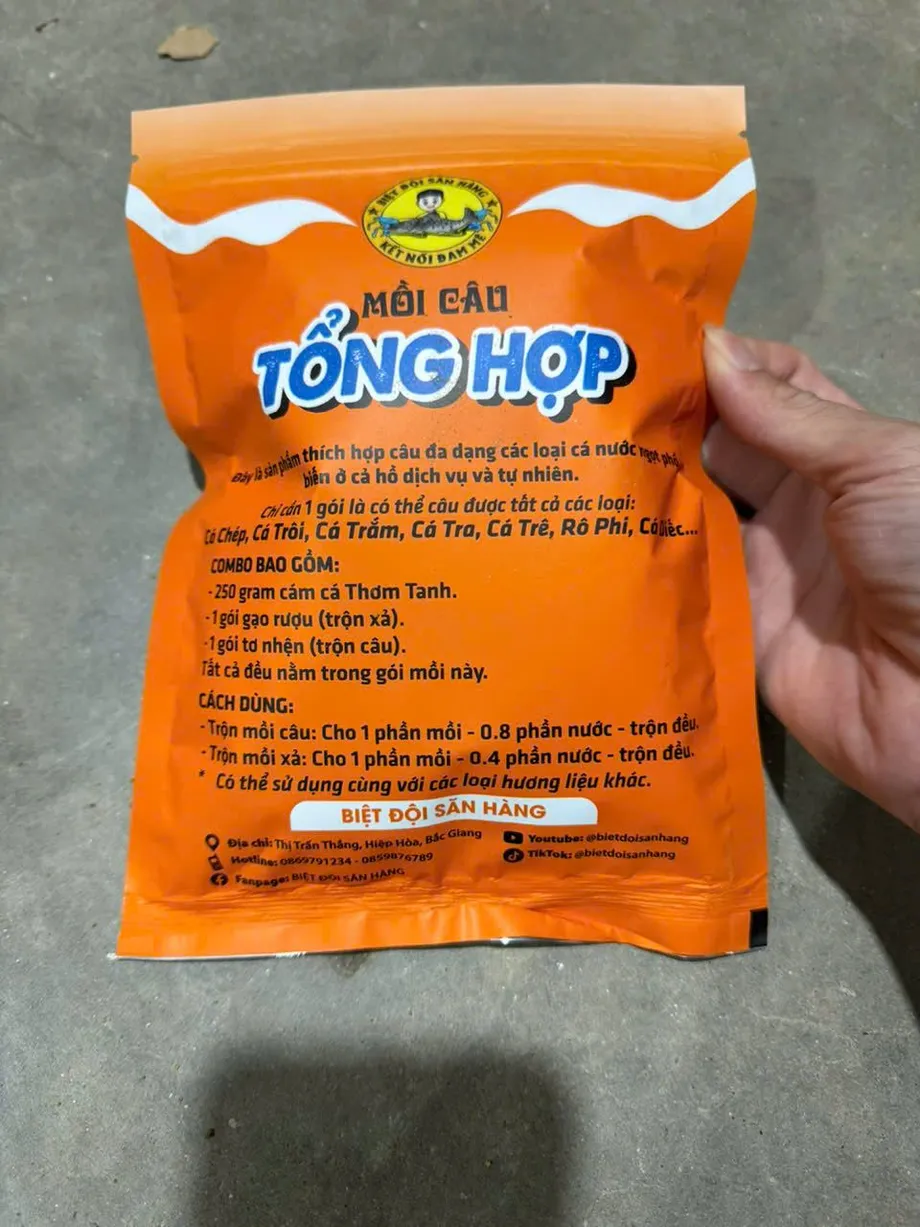 BIỆT ĐỘI SĂN HÀNG
KẾT NỐI ĐAM MÊ
MỒI CÂU
TỔNG HỢP
Đây là sản phẩm thích hợp câu đa dạng các loại cá nước ngọt phổ
biến ở cả hồ dịch vụ và tự nhiên.
Chỉ cần 1 gói là có thể câu được tất cả các loại:
Cá Chép, Cá Trôi, Cá Trắm, Cá Tra, Cá Trê, Rô Phi, Cá Diếc...
COMBO BAO GỒM:
-250 gram cám cá Thơm Tanh.
-1 gói gạo rượu (trộn xả).
-1 gói tơ nhện (trộn câu).
Tất cả đều nằm trong gói mồi này.
CÁCH DÙNG:
-Trộn mồi câu: Cho 1 phần mồi - 0.8 phần nước - trộn đều.
-Trộn mồi xả: Cho 1 phần mồi - 0.4 phần nước - trộn đều.
* Có thể sử dụng cùng với các loại hương liệu khác.
BIỆT ĐỘI SĂN HÀNG
Địa chỉ: Thị Trấn Thắng, Hiệp Hòa, Bắc Giang
Hotline: 0869791234 - 0859876789
Fanpage: BIỆT ĐỘI SĂN HÀNG
Youtube: @bietdoisanhang
TikTok: @bietdoisanhang